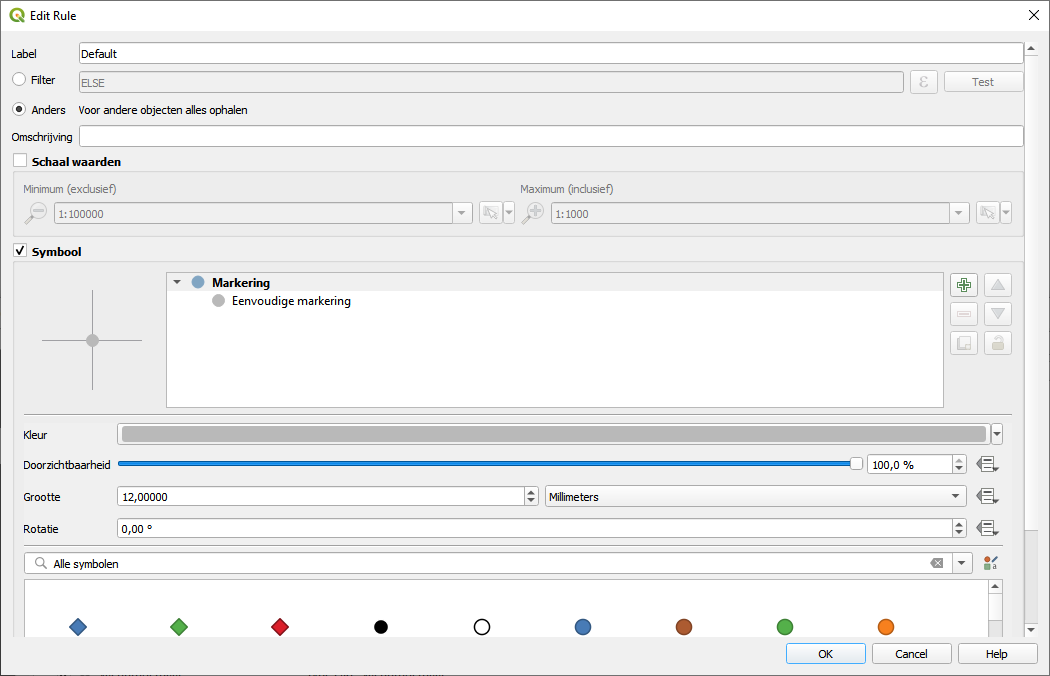 Edit Rule
Label Default
Filter ELSE ε Test
Anders Voor andere objecten alles ophalen
Omschrijving
Schaal waarden
Minimum (exclusief) Maximum (inclusief)
1:100000 1:1000
Symbool
Markering
Eenvoudige markering
Kleur
Doorzichtbaarheid 100,0 %
Grootte 12,00000 Millimeters
Rotatie 0,00 °
Alle symbolen
OK Cancel Help